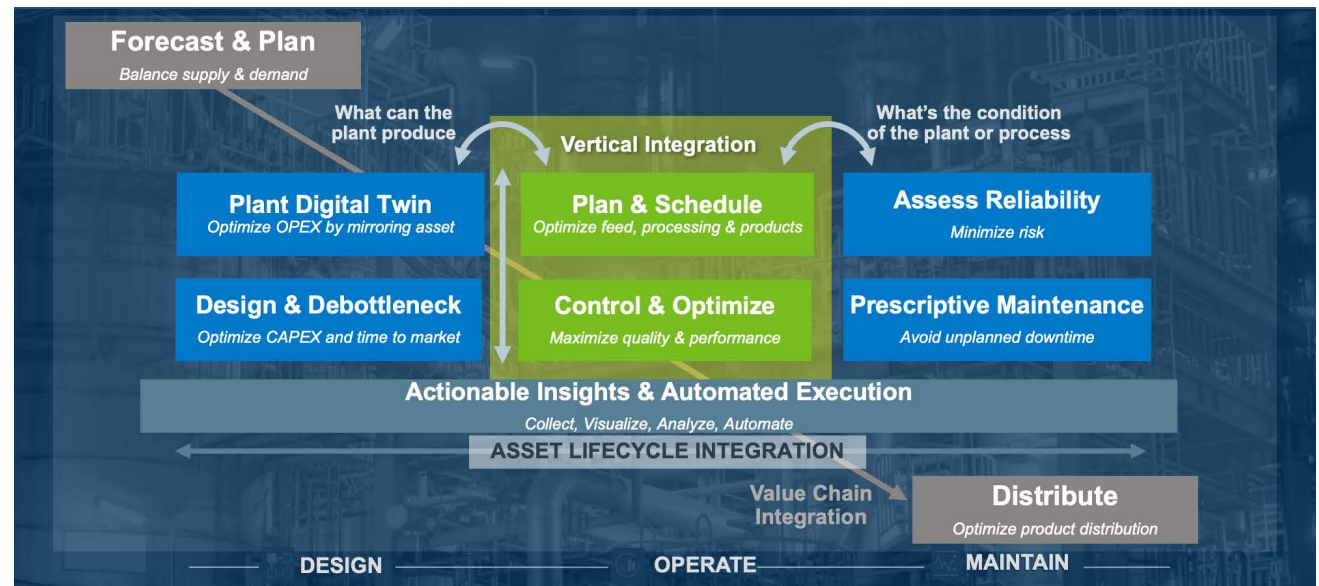 Forecast & Plan
Balance supply & demand
What can the
plant produce
What's the condition
of the plant or process
Vertical Integration
Plant Digital Twin
Optimize OPEX by mirroring asset
Plan & Schedule
Optimize feed, processing & products
Assess Reliability
Minimize risk
Design & Debottleneck
Optimize CAPEX and time to market
Control & Optimize
Maximize quality & performance
Prescriptive Maintenance
Avoid unplanned downtime
Actionable Insights & Automated Execution
Collect, Visualize, Analyze, Automate
ASSET LIFECYCLE INTEGRATION
Value Chain
Integration
Distribute
Optimize product distribution
DESIGN
OPERATE
MAINTAIN